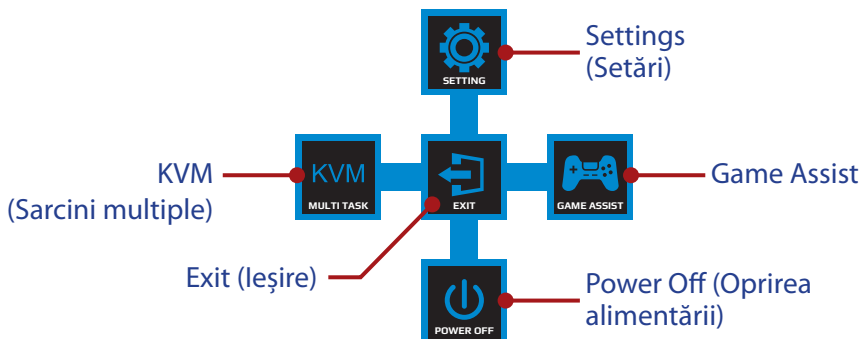 Settings
(Setări)
SETTING
KVM
(Sarcini multiple)
KVM
MULTI TASK
EXIT
GAME ASSIST
Game Assist
Exit (Ieșire)
POWER OFF
Power Off (Oprirea
alimentării)